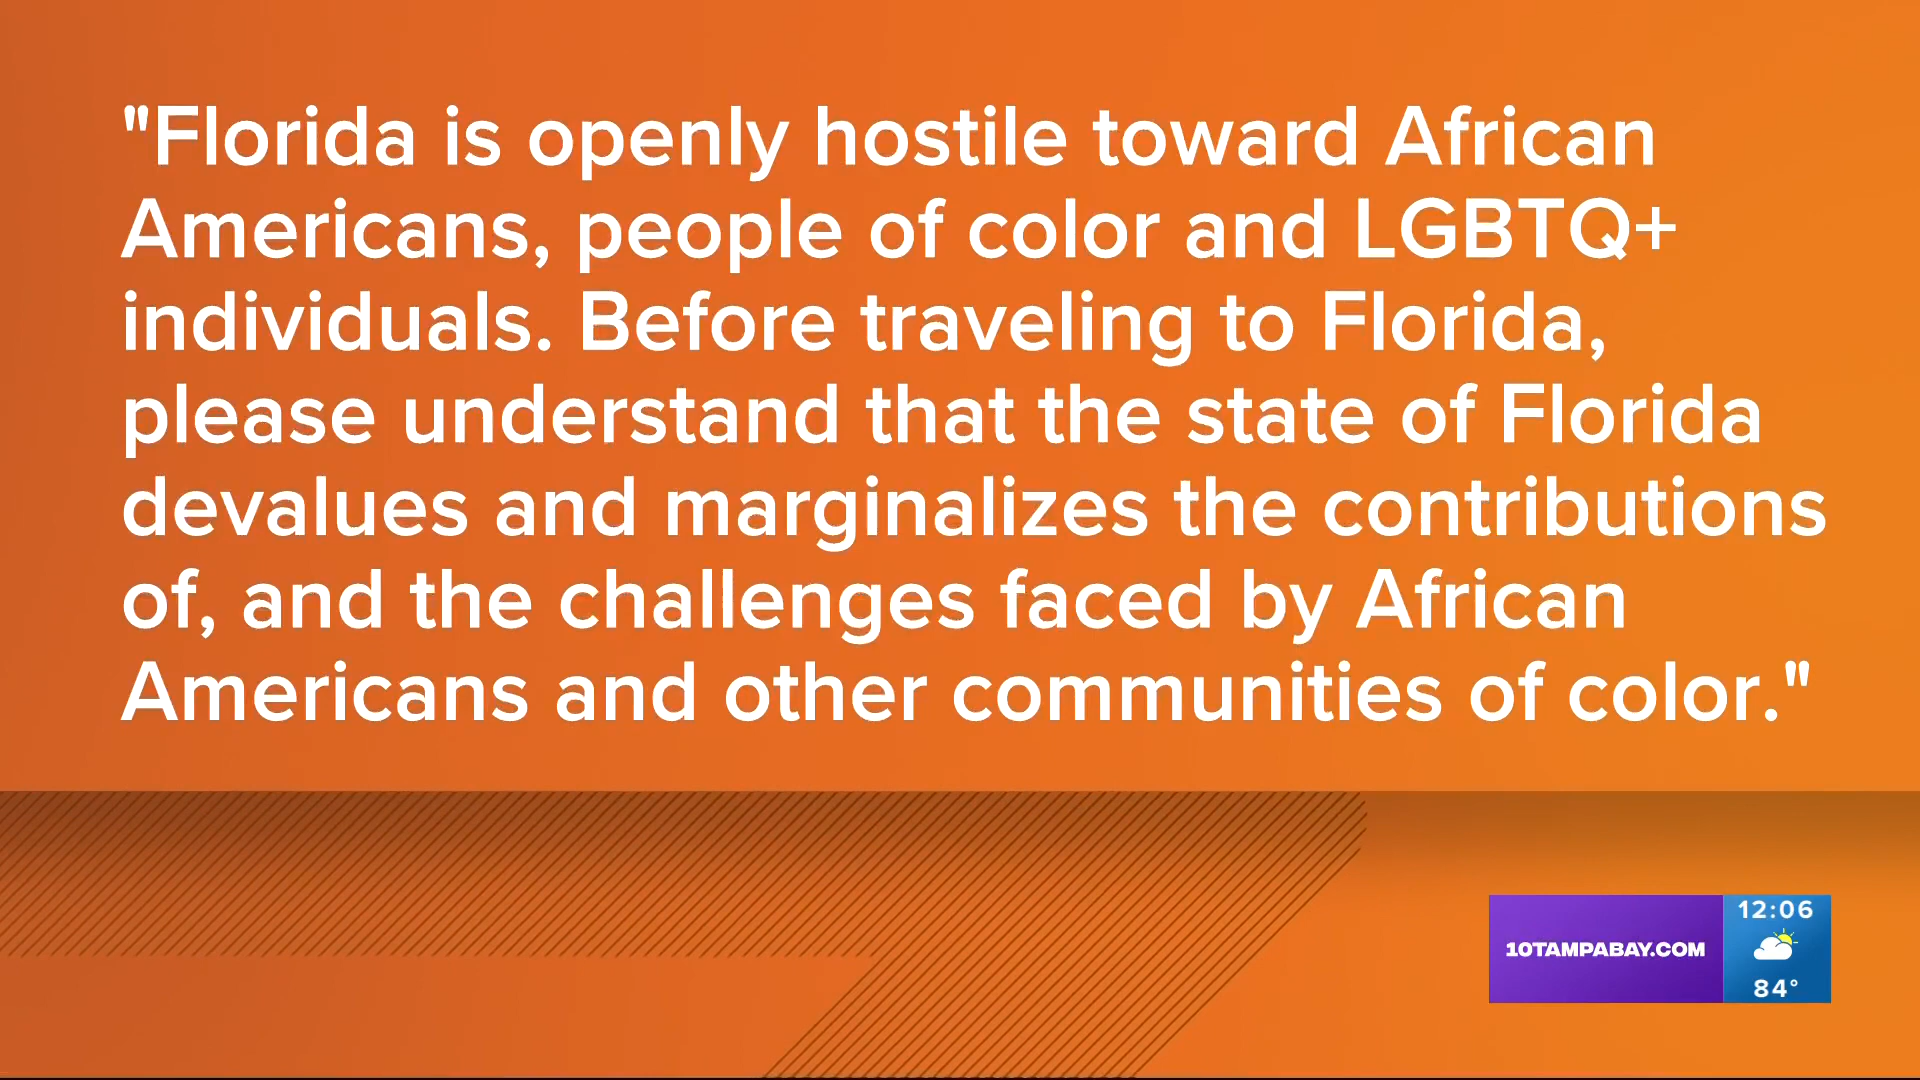 "Florida is openly hostile toward African
Americans, people of color and LGBTQ+
individuals. Before traveling to Florida,
please understand that the state of Florida
devalues and marginalizes the contributions
of, and the challenges faced by African
Americans and other communities of color."
10TAMPABAY.COM
12:06
84°